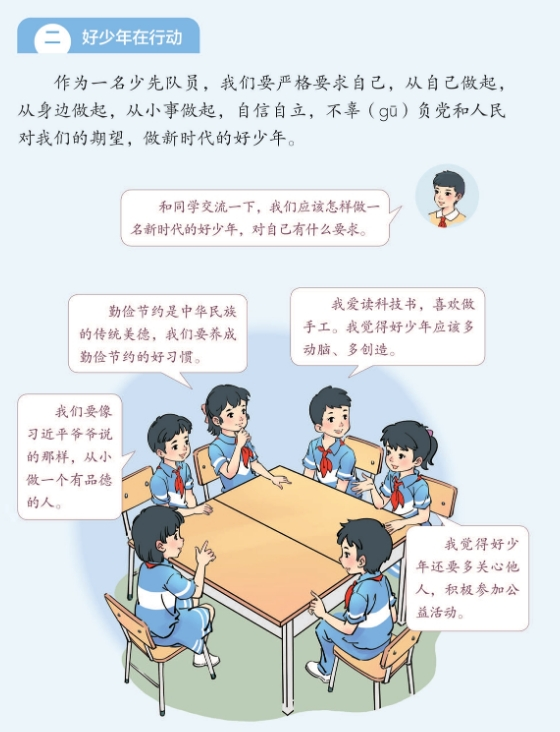 二 好少年在行动
作为一名少先队员，我们要严格要求自己，从自己做起，
从身边做起，从小事做起，自信自立，不辜（gū）负党和人民
对我们的期望，做新时代的好少年。
和同学交流一下，我们应该怎样做一
名新时代的好少年，对自己有什么要求。
勤俭节约是中华民族
的传统美德，我们要养成
勤俭节约的好习惯。
我爱读科技书，喜欢做
手工。我觉得好少年应该多
动脑、多创造。
我们要像
习近平爷爷说
的那样，从小
做一个有品德
的人。
我觉得好少
年还要多关心他
人，积极参加公
益活动。